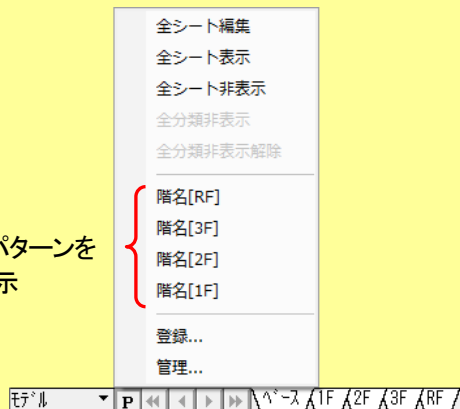 全シート編集
全シート表示
全シート非表示
全分類非表示
全分類非表示解除
階名[RF]
階名[3F]
パターンを
示
階名[2F]
階名[1F]
登録...
管理...
ﾓﾃﾞﾙ P ﾍﾞｰｽ 1F 2F 3F RF